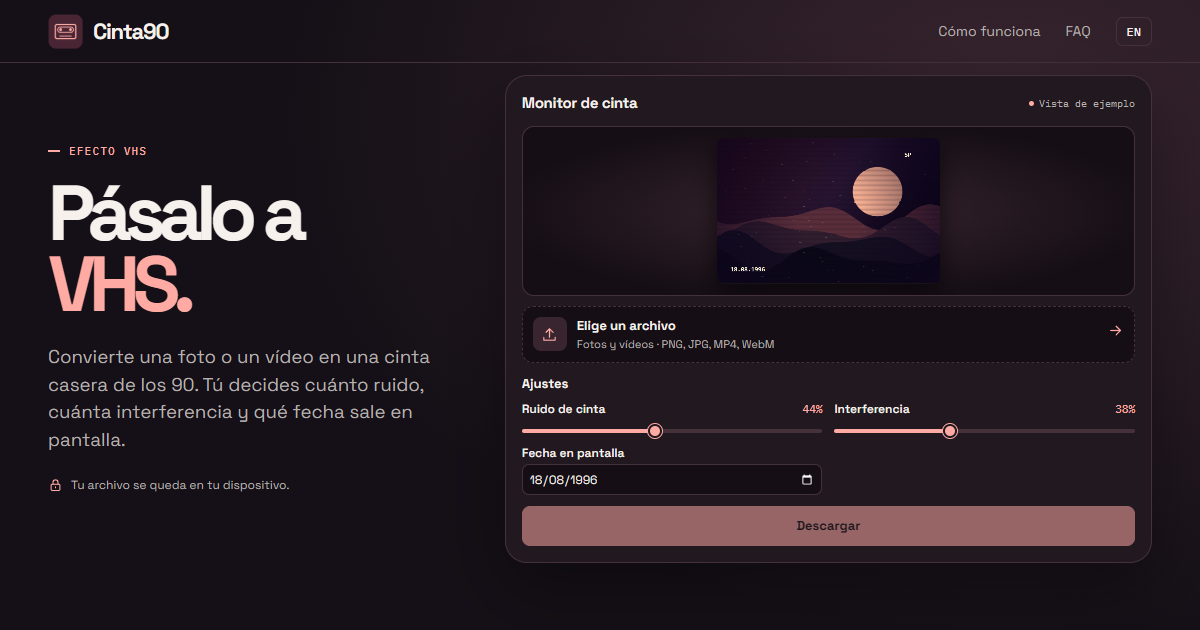 Cinta90
Cómo funciona
FAQ
EN
EFECTO VHS
Pásalo a
VHS.
Convierte una foto o un vídeo en una cinta
casera de los 90. Tú decides cuánto ruido,
cuánta interferencia y qué fecha sale en
pantalla.
Tu archivo se queda en tu dispositivo.
Monitor de cinta
Vista de ejemplo
SP
18.08.1996
Elige un archivo
Fotos y vídeos · PNG, JPG, MP4, WebM
Ajustes
Ruido de cinta
44%
Interferencia
38%
Fecha en pantalla
18/08/1996
Descargar